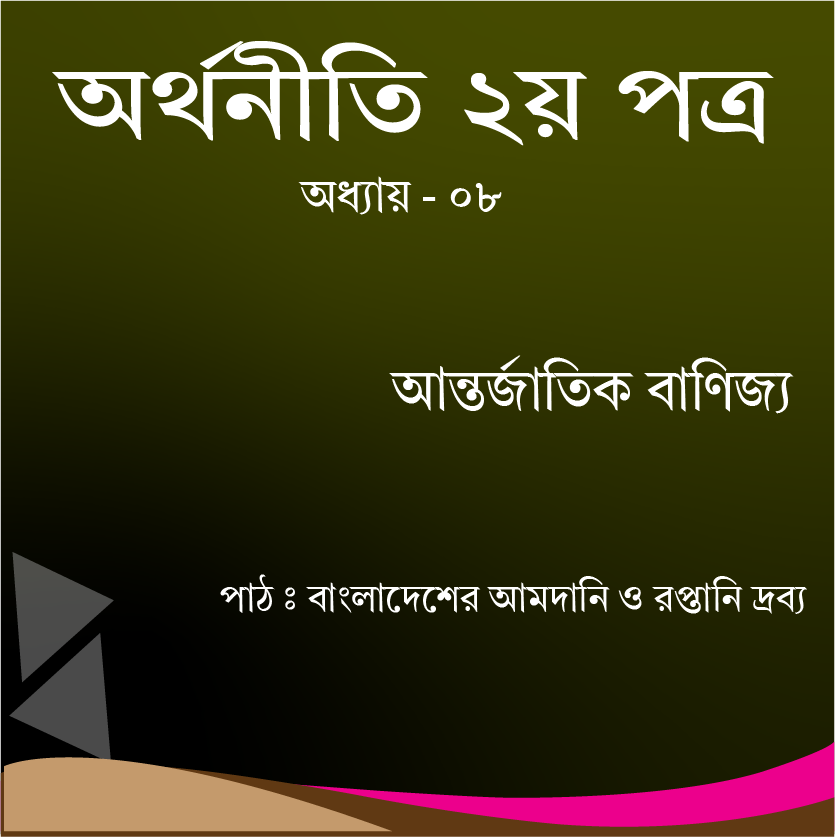 অর্থনীতি ২য় পত্র
অধ্যায় - ০৮
আন্তর্জাতিক বাণিজ্য
পাঠ ঃ বাংলাদেশের আমদানি ও রপ্তানি দ্রব্য